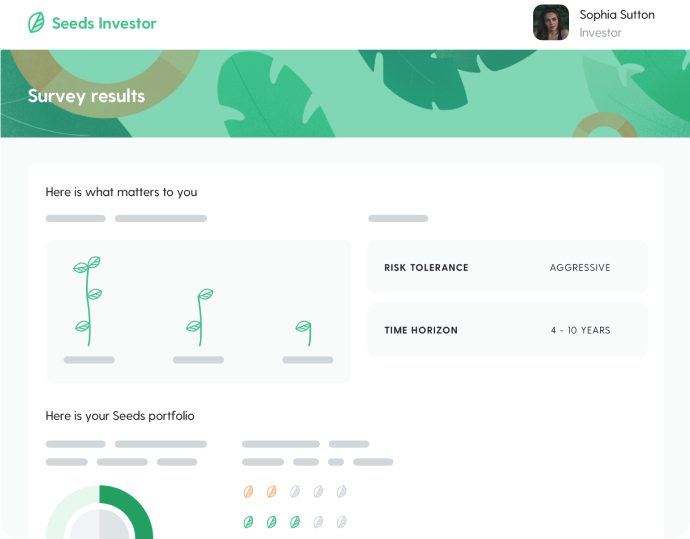 Seeds Investor
Sophia Sutton
Investor
Survey results
Here is what matters to you
RISK TOLERANCE AGGRESSIVE
TIME HORIZON 4 - 10 YEARS
Here is your Seeds portfolio